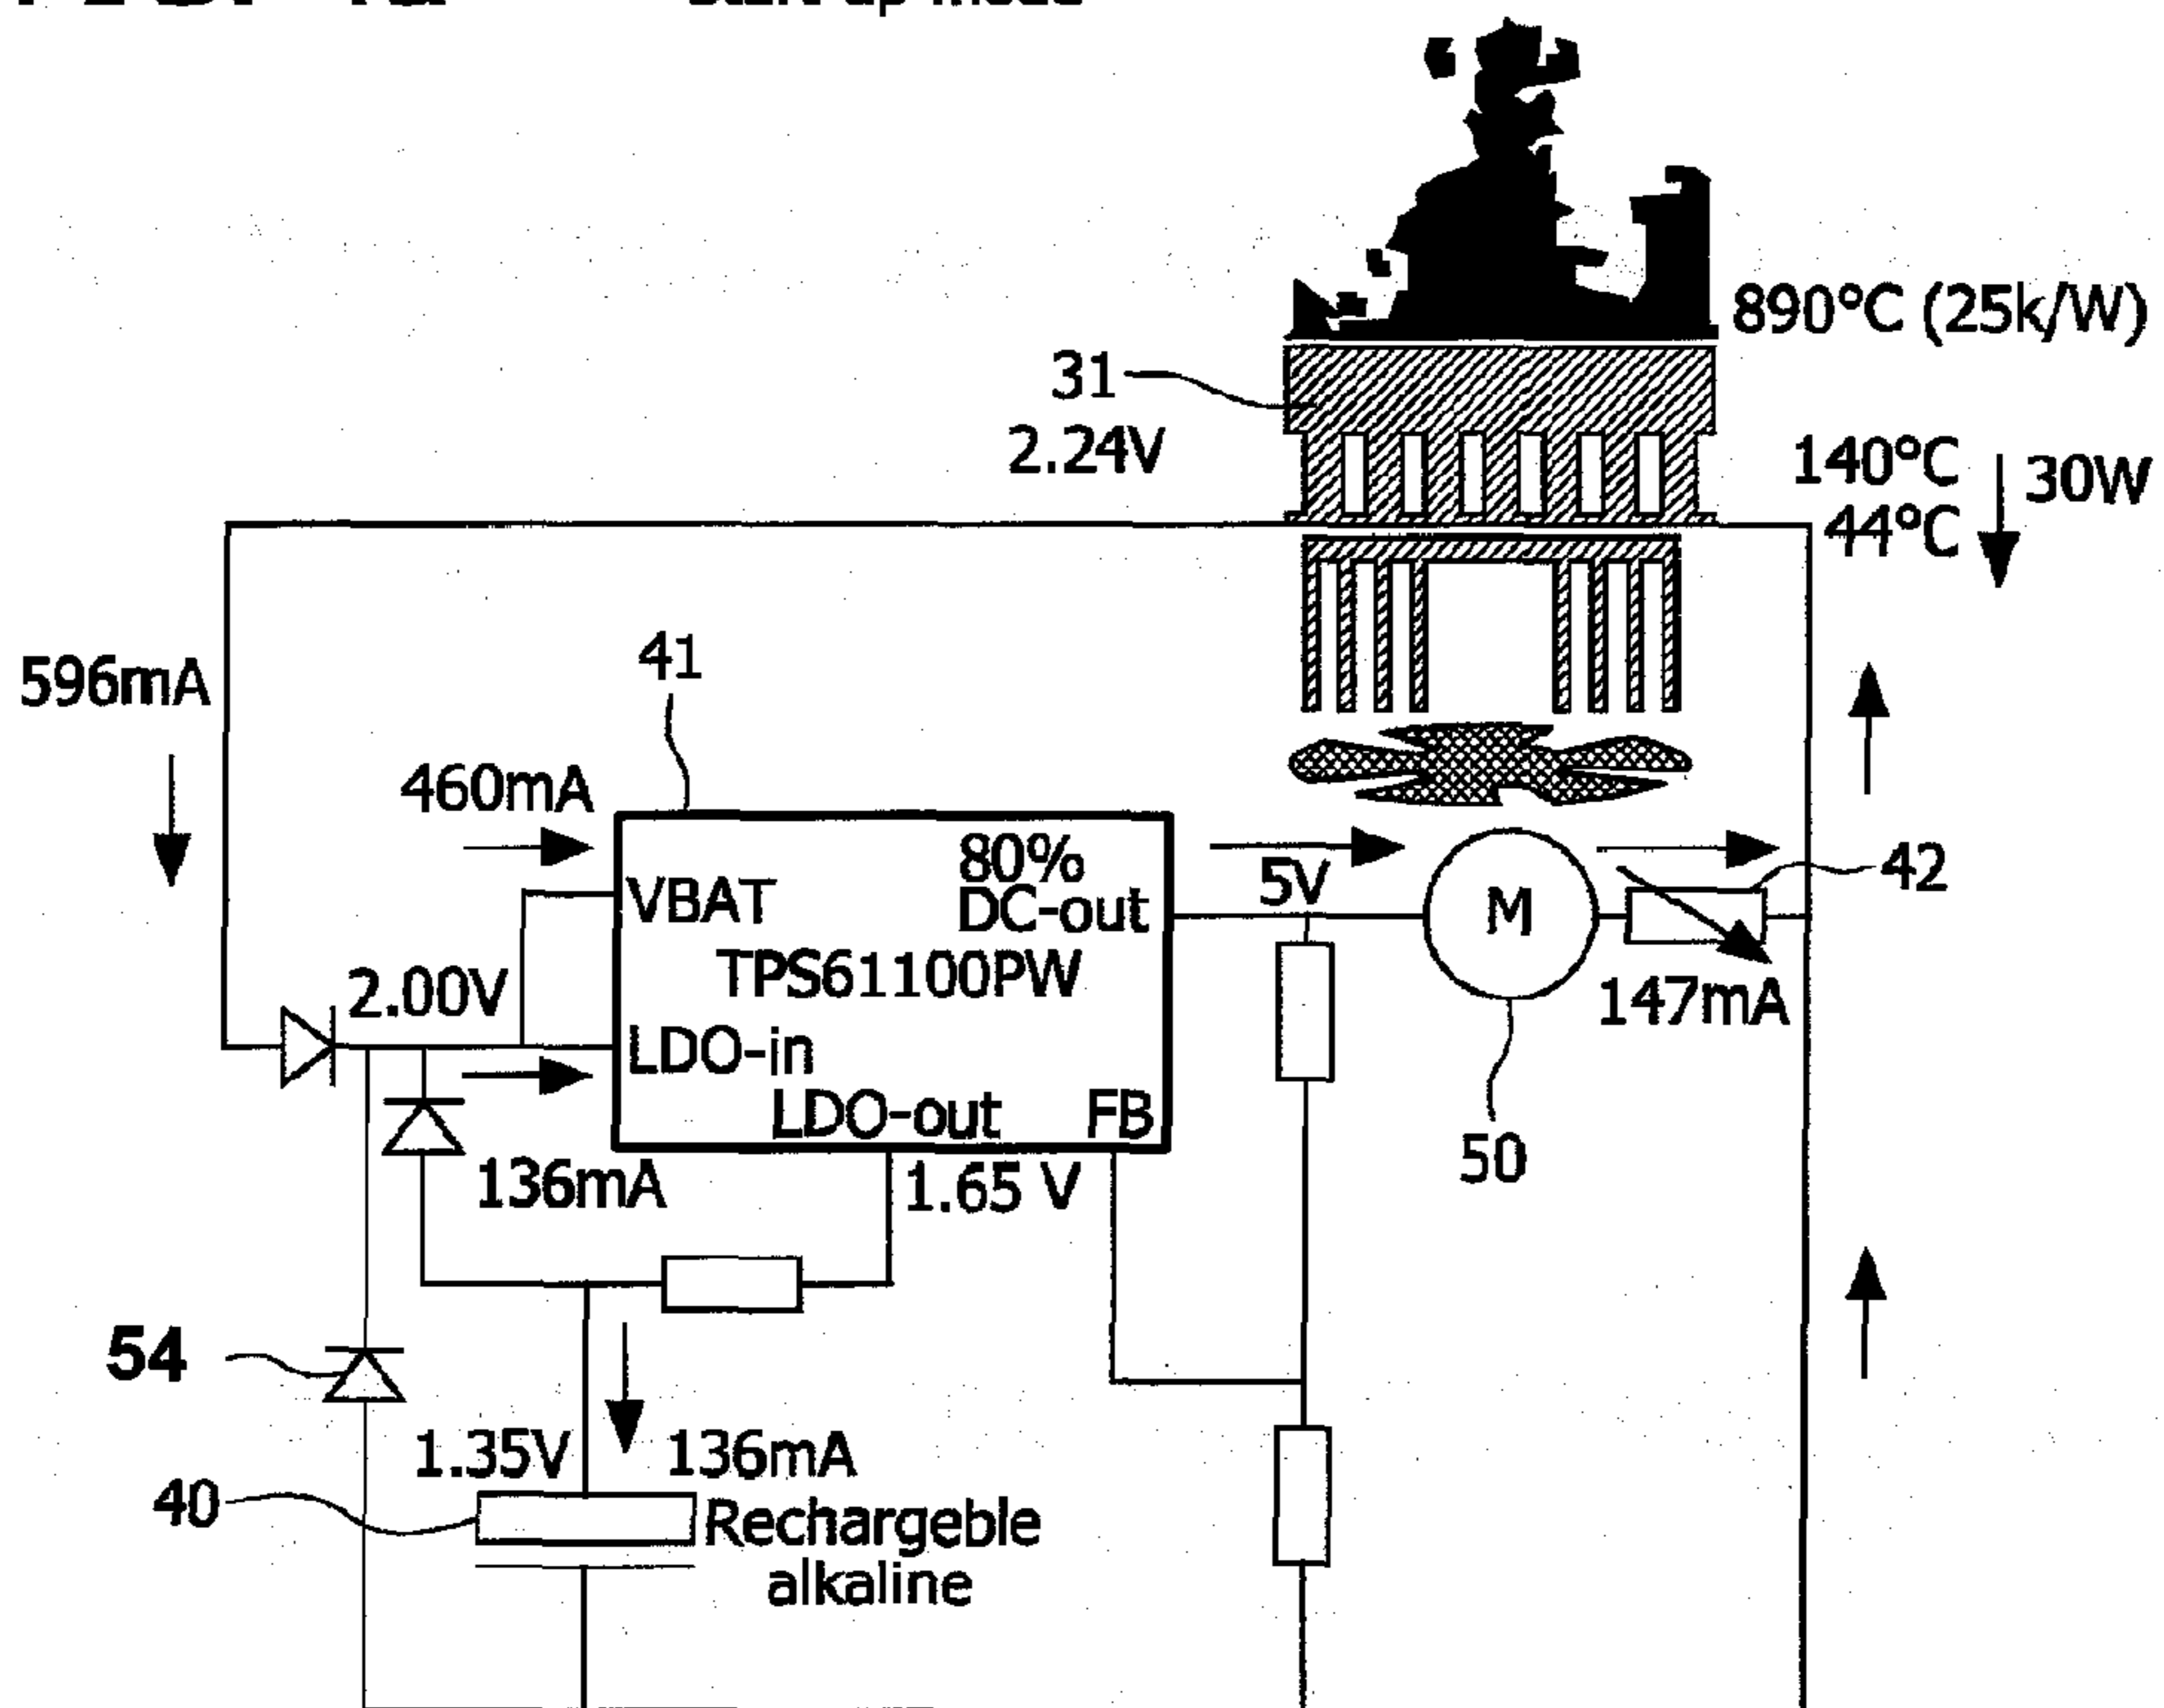 890°C (25k/W)
31
2.24V
140°C
30W
44°C
596mA
41
460mA
80%
5V
42
VBAT
DC-out
M
TPS61100PW
2.00V
147mA
LDO-in
LDO-out
FB
136mA
1.65 V
50
54
1.35V
136mA
40
Rechargeble
alkaline